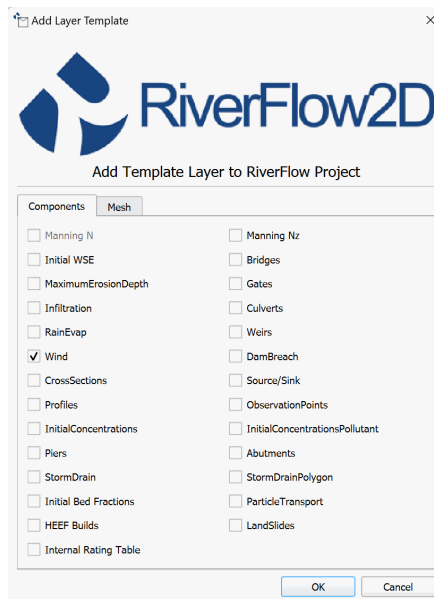 Add Layer Template
RiverFlow2D
Add Template Layer to RiverFlow Project
Components Mesh
Manning N Manning Nz
Initial WSE Bridges
MaximumErosionDepth Gates
Infiltration Culverts
RainEvap Weirs
Wind DamBreach
CrossSections Source/Sink
Profiles ObservationPoints
InitialConcentrations InitialConcentrationsPollutant
Piers Abutments
StormDrain StormDrainPolygon
Initial Bed Fractions ParticleTransport
HEEF Builds LandSlides
Internal Rating Table
OK Cancel